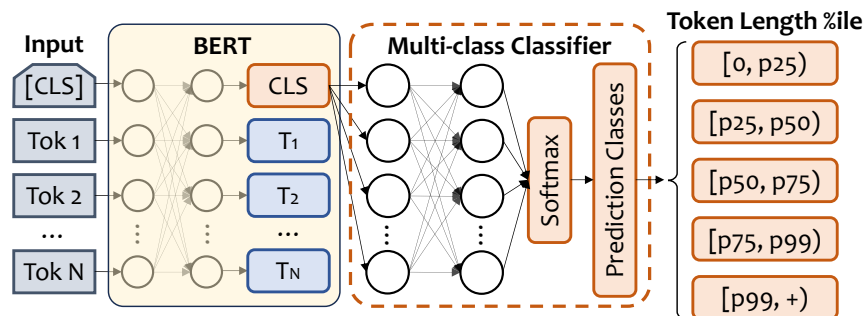 Input
[CLS]
Tok 1
Tok 2
...
Tok N
BERT
CLS
T1
T2
...
TN
Multi-class Classifier
Softmax
Prediction Classes
Token Length %ile
[0, p25)
[p25, p50)
[p50, p75)
[p75, p99)
[p99, +)